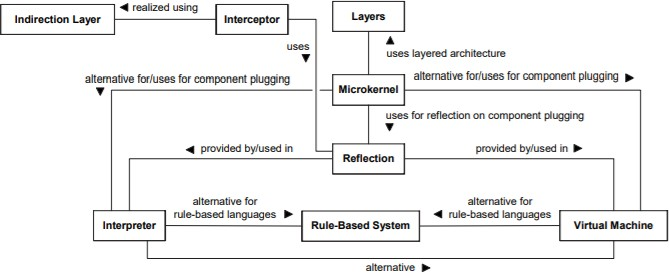 Indirection Layer
◀ realized using
Interceptor
Layers
uses
▼
▲
uses layered architecture
alternative for/uses for component plugging
▼
Microkernel
alternative for/uses for component plugging ▶
uses for reflection on component plugging
▼
◀ provided by/used in
Reflection
provided by/used in ▶
alternative for
rule-based languages ▶
alternative for
◀ rule-based languages
Interpreter
Rule-Based System
Virtual Machine
alternative ▶